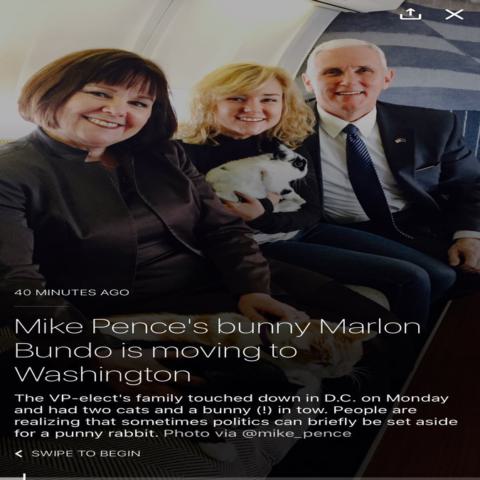 40 MINUTES AGO
Mike Pence's bunny Marlon
Bundo is moving to
Washington
The VP-elect's family touched down in D.C. on Monday
and had two cats and a bunny (!) in tow. People are
realizing that sometimes politics can briefly be set aside
for a punny rabbit. Photo via @mike_pence
< SWIPE TO BEGIN